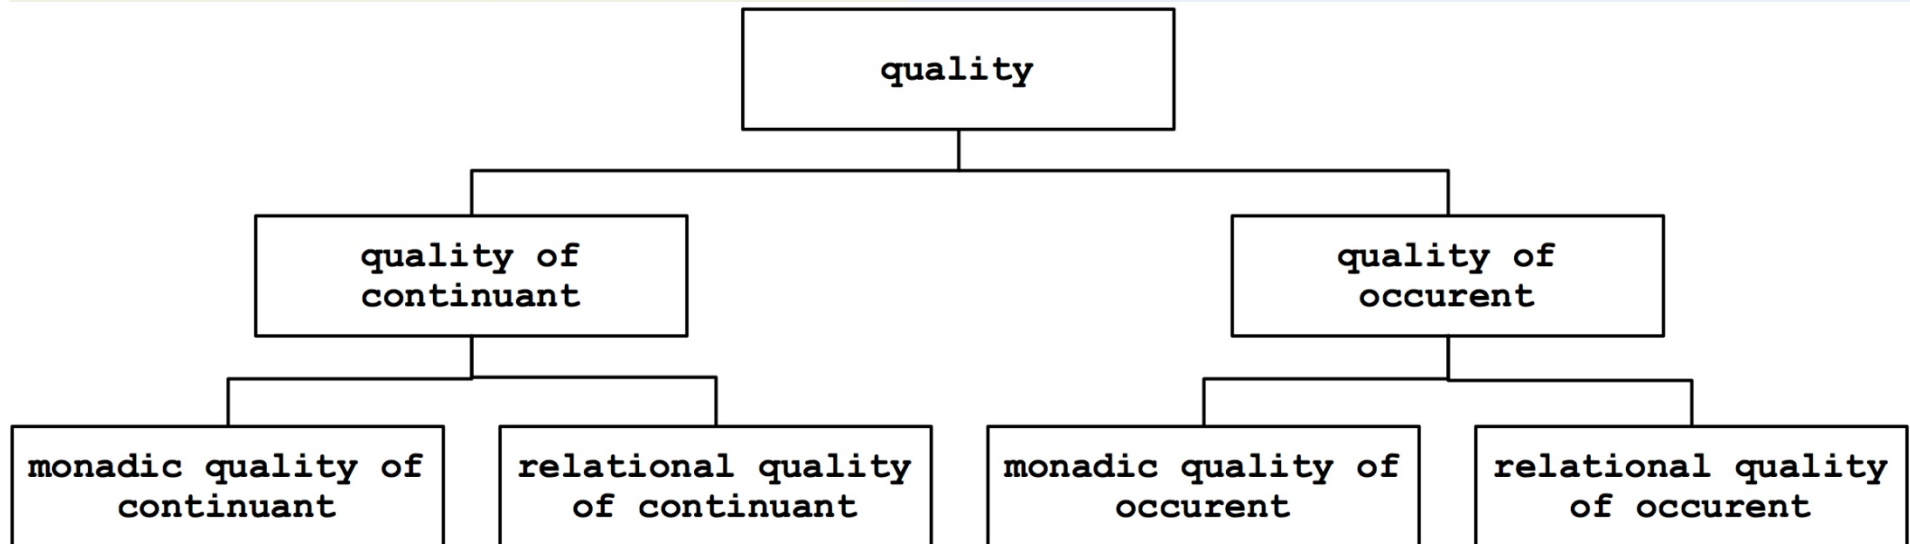 quality
quality of
continuant
quality of
occurent
monadic quality of
continuant
relational quality
of continuant
monadic quality of
occurent
relational quality
of occurent